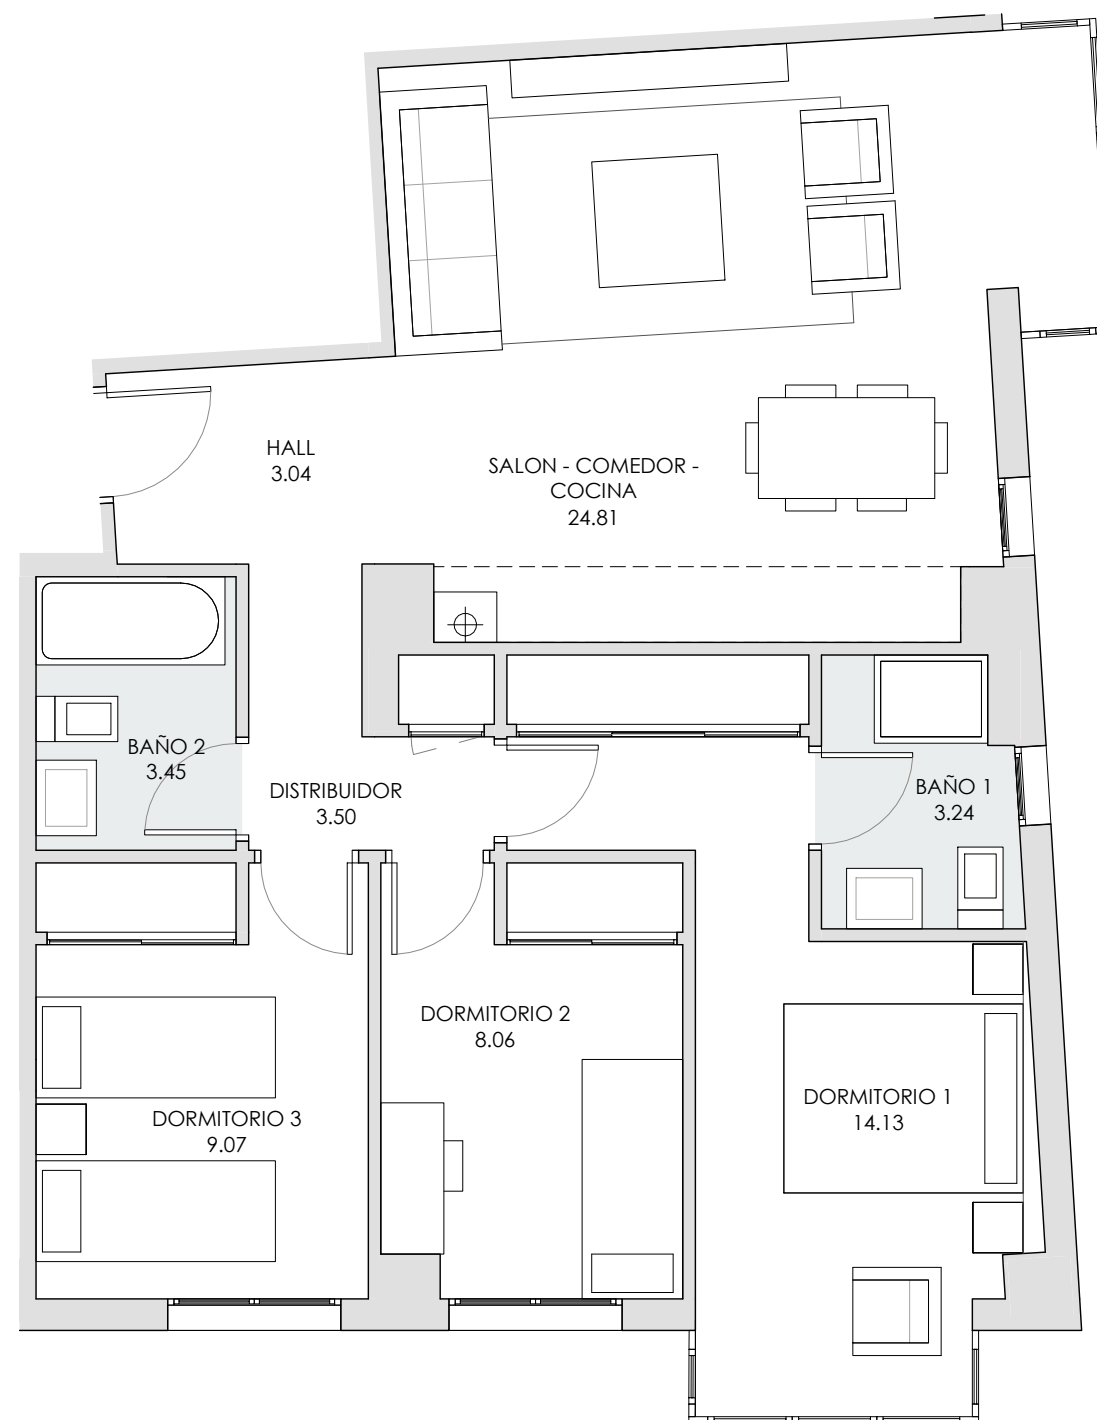 HALL
3.04
SALON - COMEDOR -
COCINA
24.81
BAÑO 2
3.45
DISTRIBUIDOR
3.50
BAÑO 1
3.24
DORMITORIO 2
8.06
DORMITORIO 1
14.13
DORMITORIO 3
9.07